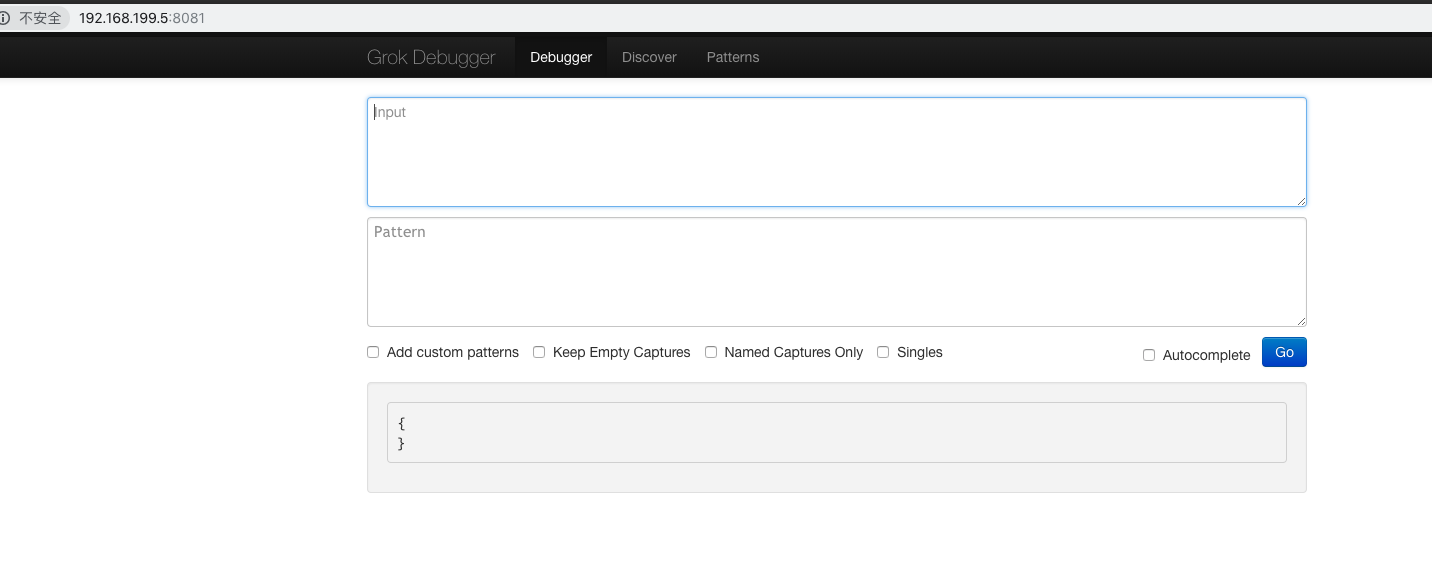 不安全 192.168.199.5:8081
Grok Debugger Debugger Discover Patterns
Input
Pattern
Add custom patterns Keep Empty Captures Named Captures Only Singles Autocomplete Go
{
}